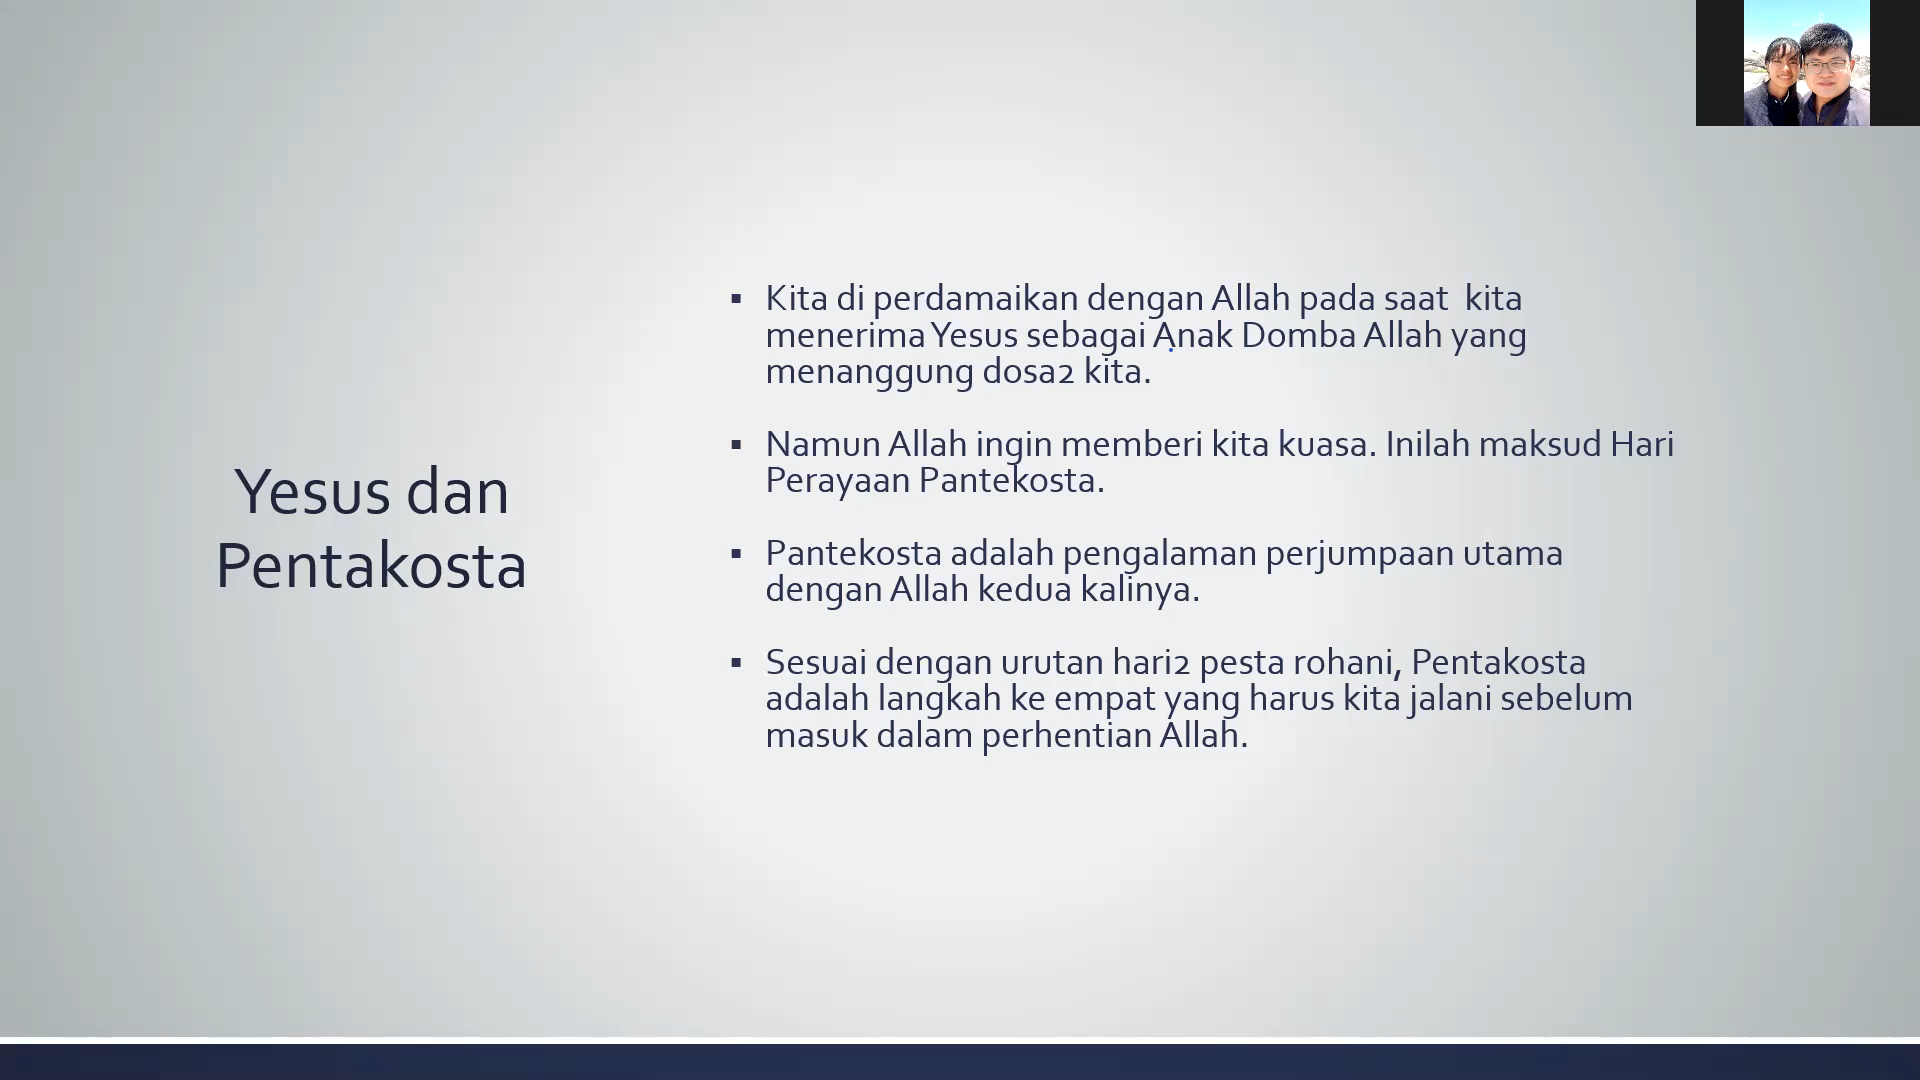 Yesus dan
Pentakosta
▪ Kita di perdamaikan dengan Allah pada saat  kita
menerima Yesus sebagai Anak Domba Allah yang
menanggung dosa2 kita.
▪ Namun Allah ingin memberi kita kuasa. Inilah maksud Hari
Perayaan Pantekosta.
▪ Pantekosta adalah pengalaman perjumpaan utama
dengan Allah kedua kalinya.
▪ Sesuai dengan urutan hari2 pesta rohani, Pentakosta
adalah langkah ke empat yang harus kita jalani sebelum
masuk dalam perhentian Allah.